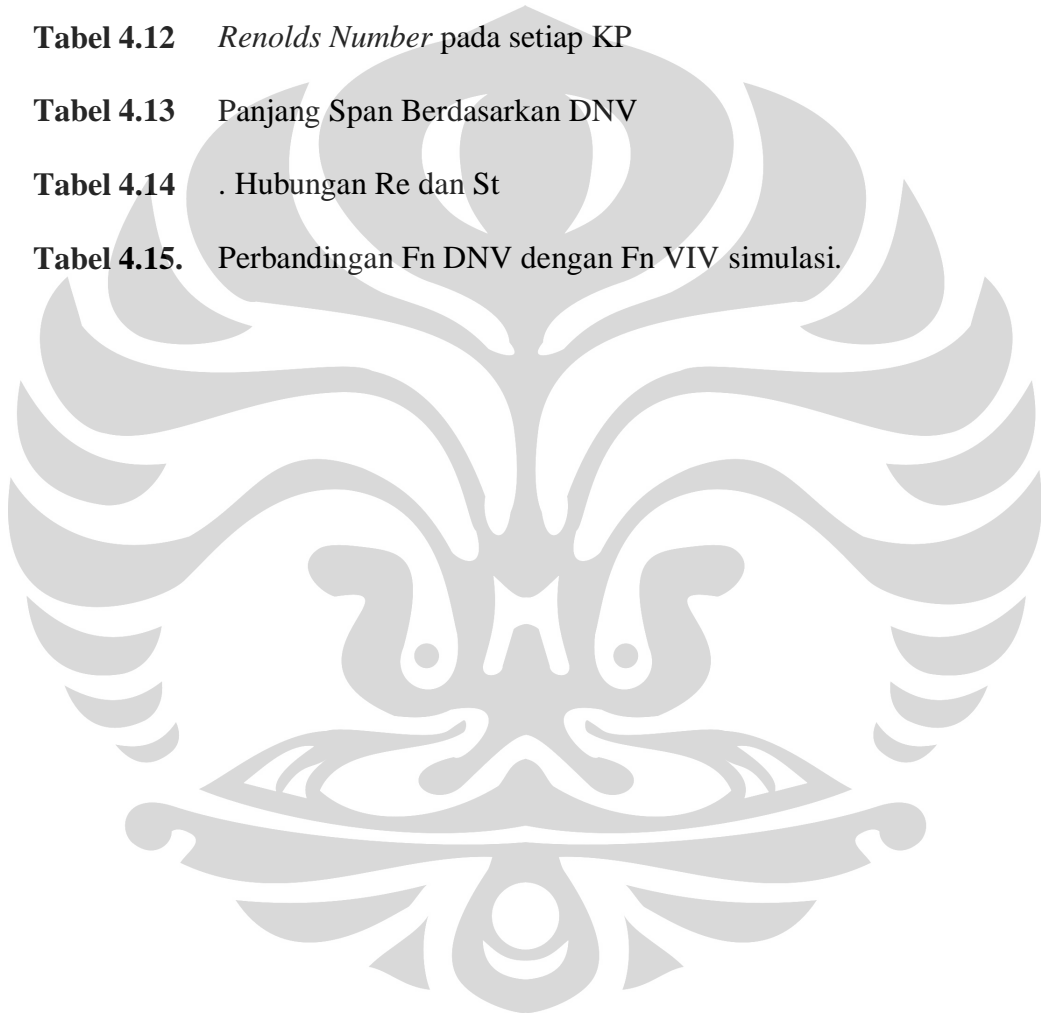 Tabel 4.12 Renolds Number pada setiap KP
Tabel 4.13 Panjang Span Berdasarkan DNV
Tabel 4.14 . Hubungan Re dan St
Tabel 4.15. Perbandingan Fn DNV dengan Fn VIV simulasi.